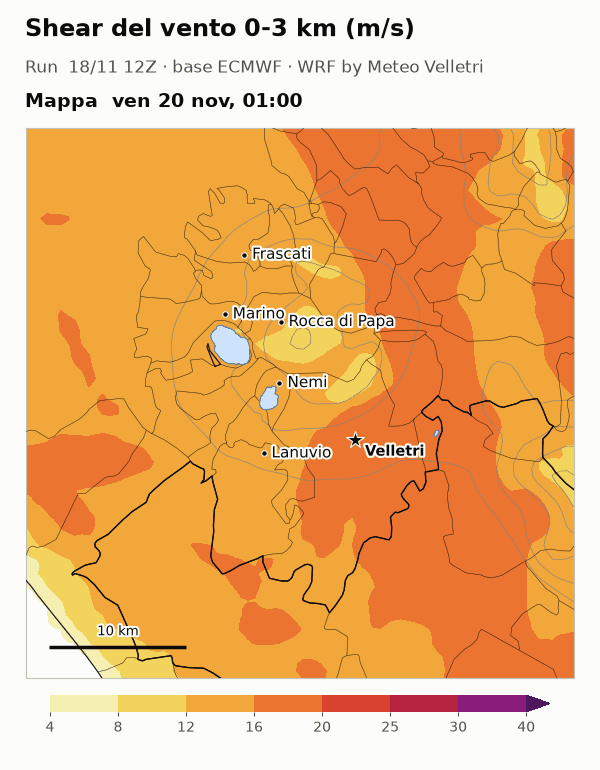 Shear del vento 0-3 km (m/s)
Run  18/11 12Z · base ECMWF · WRF by Meteo Velletri
Mappa  ven 20 nov, 01:00
Frascati
Marino
Rocca di Papa
Nemi
Velletri
Lanuvio
10 km
4 8 12 16 20 25 30 40